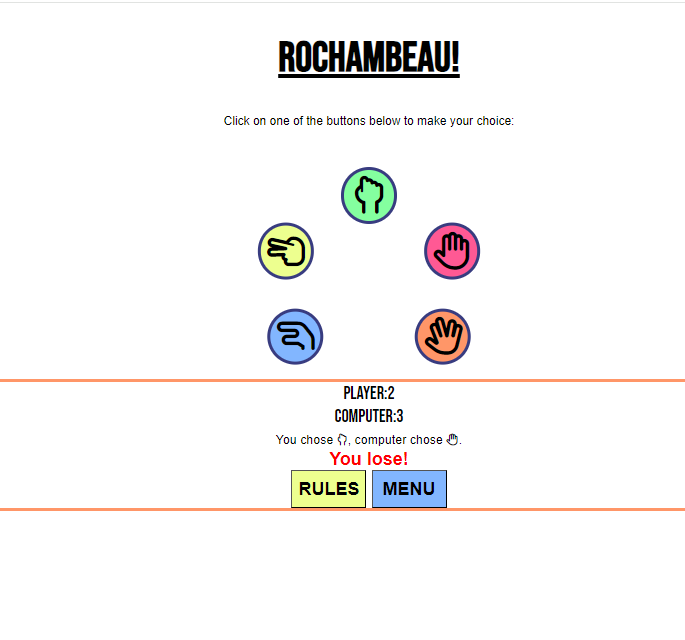 ROCHAMBEAU!
Click on one of the buttons below to make your choice:
PLAYER:2
COMPUTER:3
You chose , computer chose .
You lose!
RULES MENU